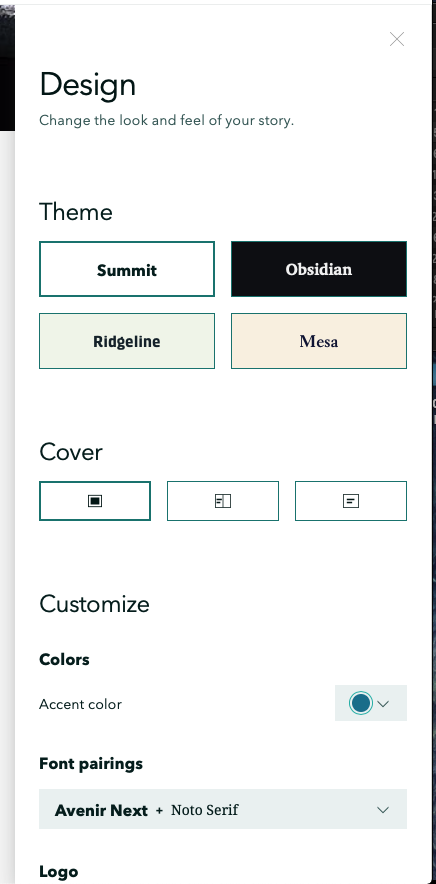 Design
Change the look and feel of your story.
Theme
Summit
Obsidian
Ridgeline
Mesa
Cover
Customize
Colors
Accent color
Font pairings
Avenir Next + Noto Serif
Logo